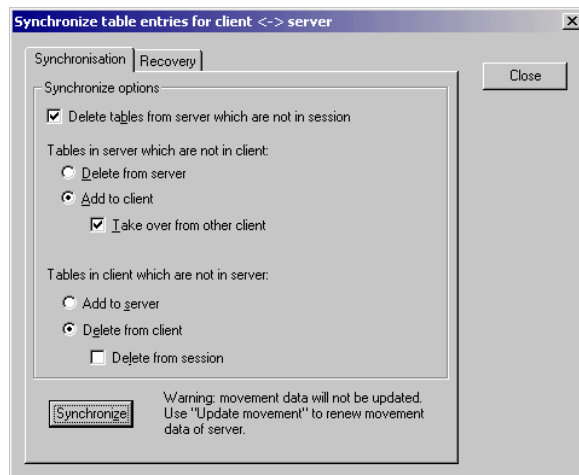 Synchronize table entries for client <-> server
Synchronisation
Recovery
Close
Synchronize options
Delete tables from server which are not in session
Tables in server which are not in client:
Delete from server
Add to client
Take over from other client
Tables in client which are not in server:
Add to server
Delete from client
Delete from session
Synchronize
Warning: movement data will not be updated.
Use "Update movement" to renew movement
data of server.